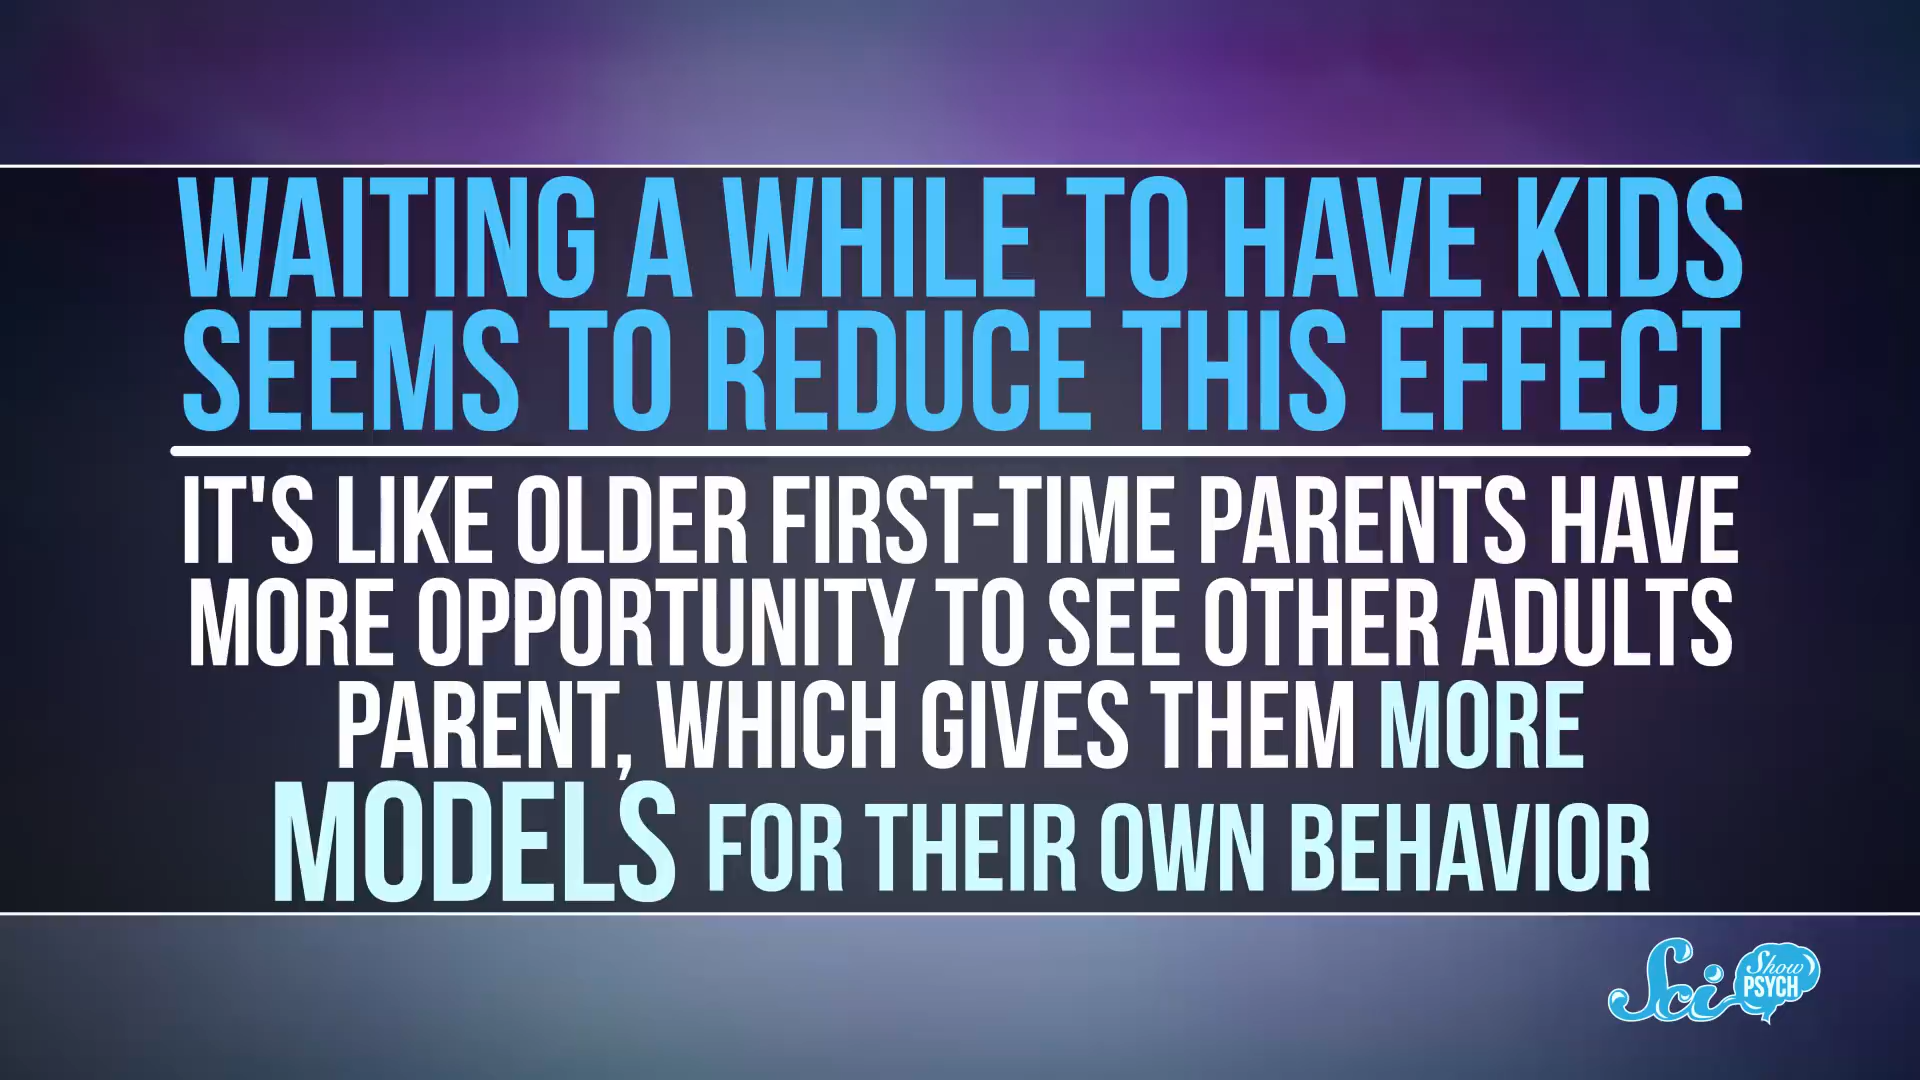 WAITING A WHILE TO HAVE KIDS
SEEMS TO REDUCE THIS EFFECT
IT'S LIKE OLDER FIRST-TIME PARENTS HAVE
MORE OPPORTUNITY TO SEE OTHER ADULTS
PARENT, WHICH GIVES THEM MORE
MODELS FOR THEIR OWN BEHAVIOR
Sci Show
PSYCH